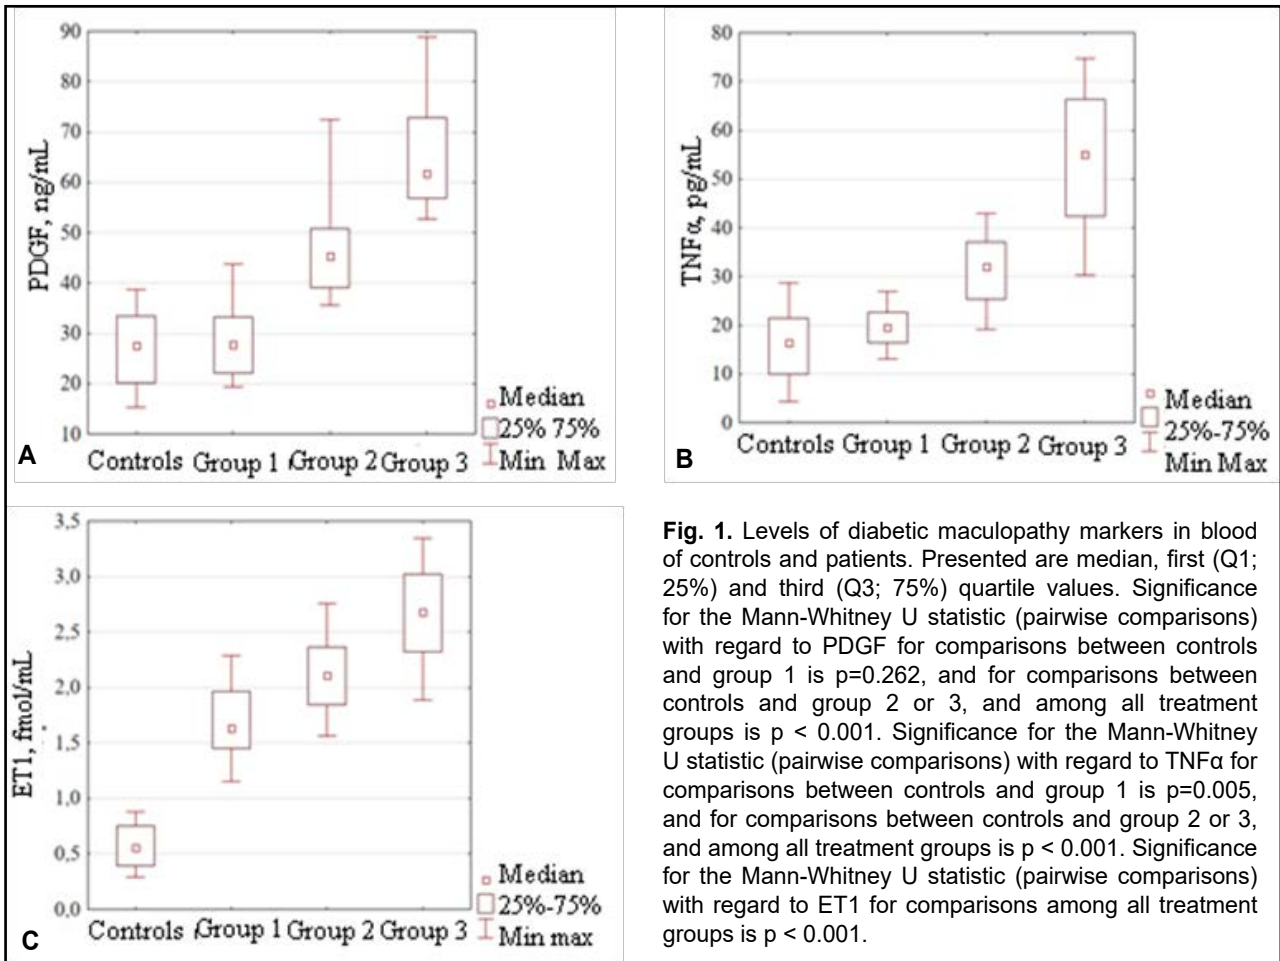 90
80
70
60
50
40
30
20
10
PDGF, ng/mL
Controls Group 1 Group 2 Group 3
Median
25% 75%
Min Max
A
80
70
60
50
40
30
20
10
0
TNFα, pg/mL
Controls Group 1 Group 2 Group 3
Median
25%-75%
Min Max
B
3,5
3,0
2,5
2,0
1,5
1,0
0,5
0,0
ET1, fmol/mL
Controls Group 1 Group 2 Group 3
Median
25%-75%
Min max
C
Fig. 1. Levels of diabetic maculopathy markers in blood
of controls and patients. Presented are median, first (Q1;
25%) and third (Q3; 75%) quartile values. Significance
for the Mann-Whitney U statistic (pairwise comparisons)
with regard to PDGF for comparisons between controls
and group 1 is p=0.262, and for comparisons between
controls and group 2 or 3, and among all treatment
groups is p < 0.001. Significance for the Mann-Whitney
U statistic (pairwise comparisons) with regard to TNFα for
comparisons between controls and group 1 is p=0.005,
and for comparisons between controls and group 2 or 3,
and among all treatment groups is p < 0.001. Significance
for the Mann-Whitney U statistic (pairwise comparisons)
with regard to ET1 for comparisons among all treatment
groups is p < 0.001.